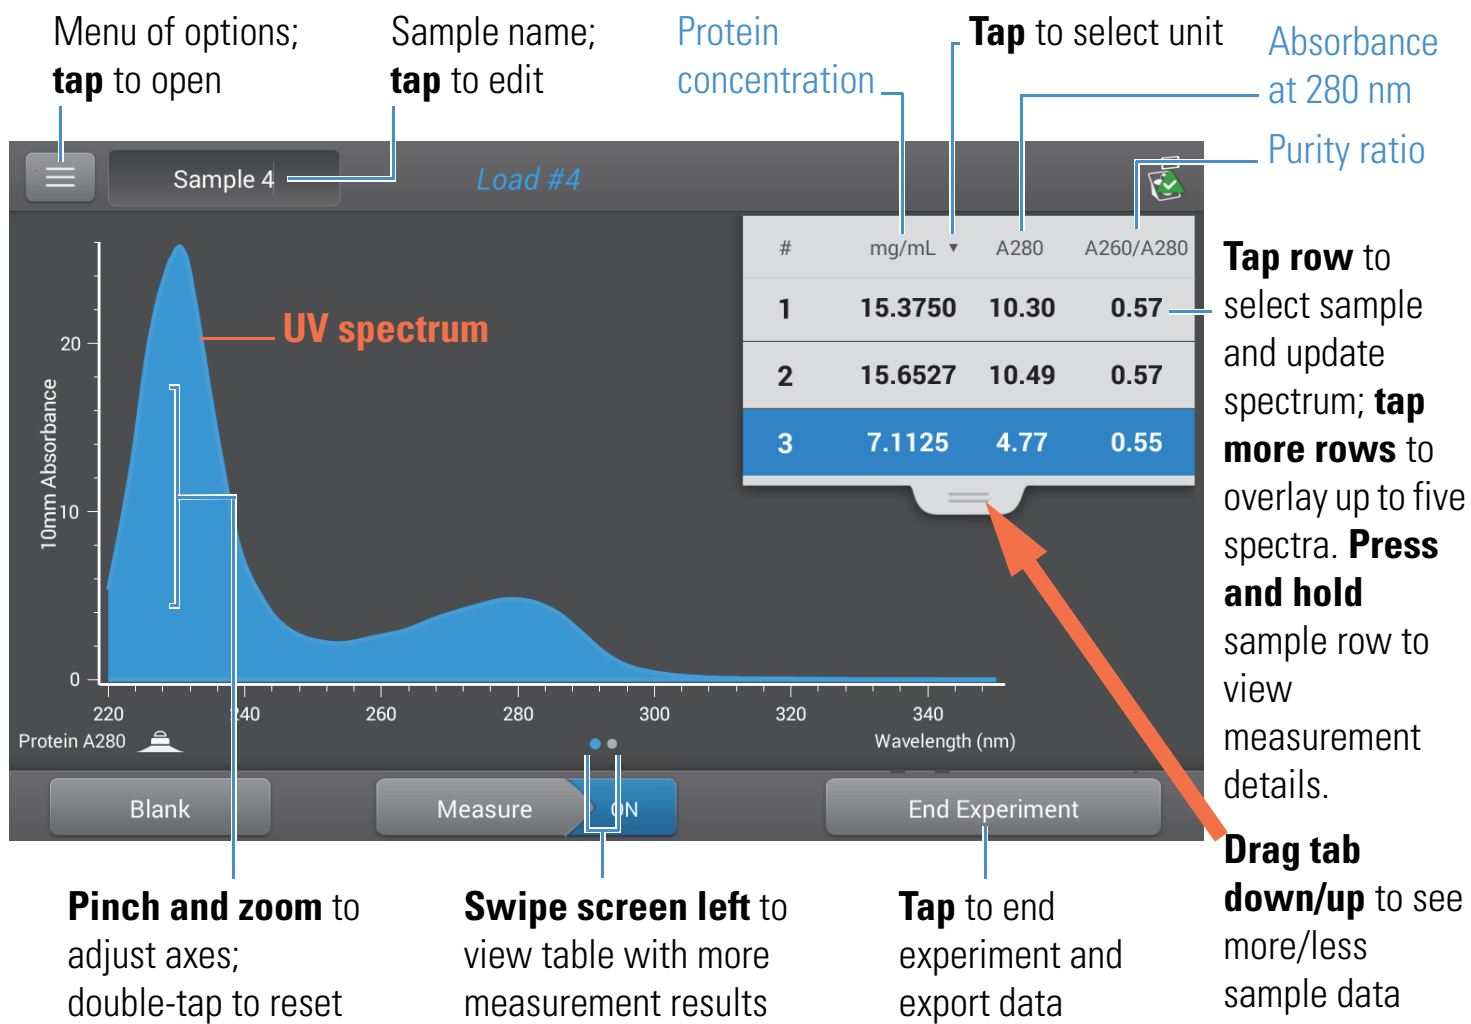 Menu of options;
tap to open
Sample name;
tap to edit
Protein
concentration
Tap to select unit
Absorbance
at 280 nm
Purity ratio
Sample 4
Load #4
# mg/mL ▼ A280 A260/A280
1 15.3750 10.30 0.57
2 15.6527 10.49 0.57
3 7.1125 4.77 0.55
UV spectrum
10mm Absorbance
20
10
0
220 240 260 280 300 320 340
Protein A280
Wavelength (nm)
Blank
Measure
ON
End Experiment
Tap row to
select sample
and update
spectrum; tap
more rows to
overlay up to five
spectra. Press
and hold
sample row to
view
measurement
details.
Drag tab
down/up to see
more/less
sample data
Pinch and zoom to
adjust axes;
double-tap to reset
Swipe screen left to
view table with more
measurement results
Tap to end
experiment and
export data